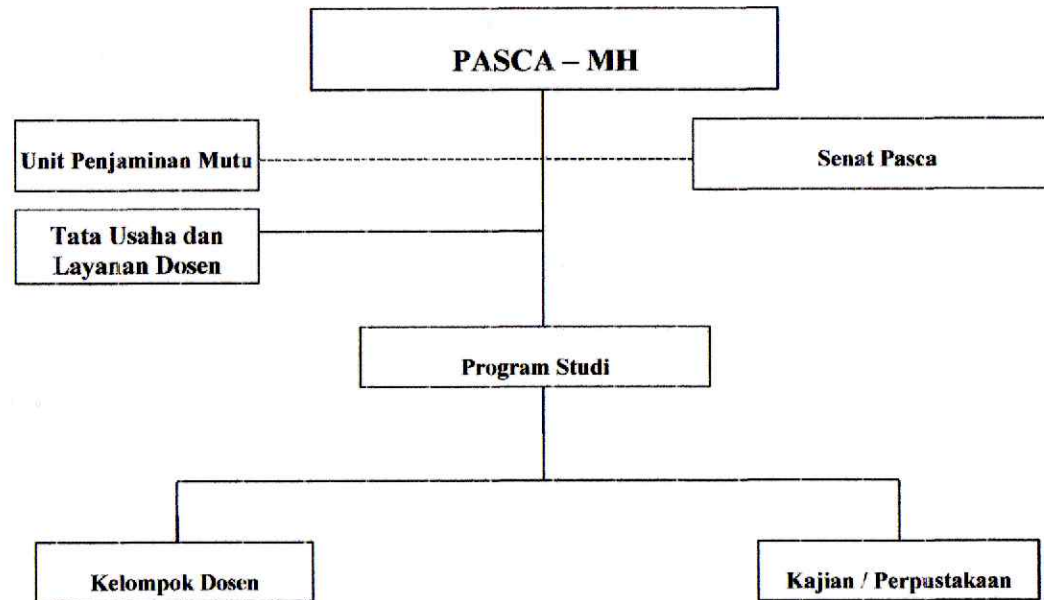 PASCA – MH
Unit Penjaminan Mutu
Senat Pasca
Tata Usaha dan
Layanan Dosen
Program Studi
Kelompok Dosen
Kajian / Perpustakaan